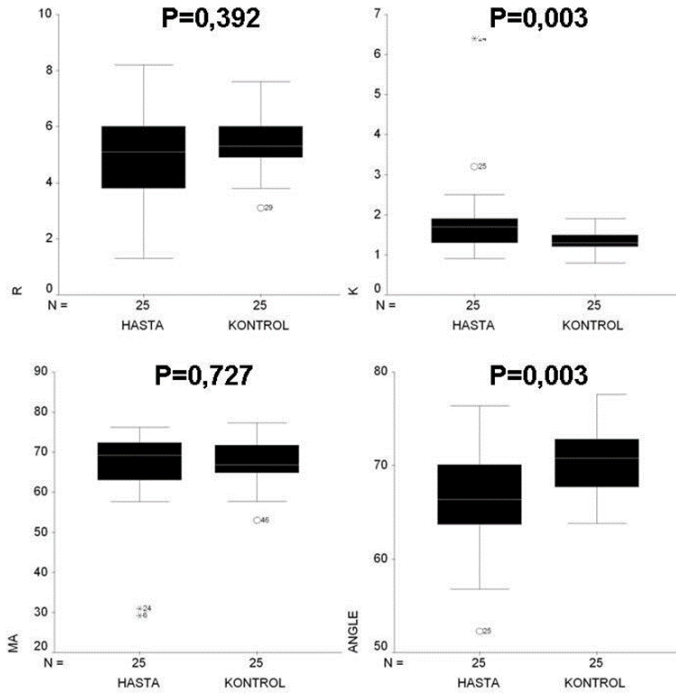 P=0,392
10
8
6
4
2
0
R
29
N =
25
25
HASTA
KONTROL
P=0,003
7
6
5
4
3
2
1
0
K
24
25
N =
25
25
HASTA
KONTROL
P=0,727
90
80
70
60
50
40
30
20
MA
46
24
6
N =
25
25
HASTA
KONTROL
P=0,003
80
70
60
50
ANGLE
25
N =
25
25
HASTA
KONTROL